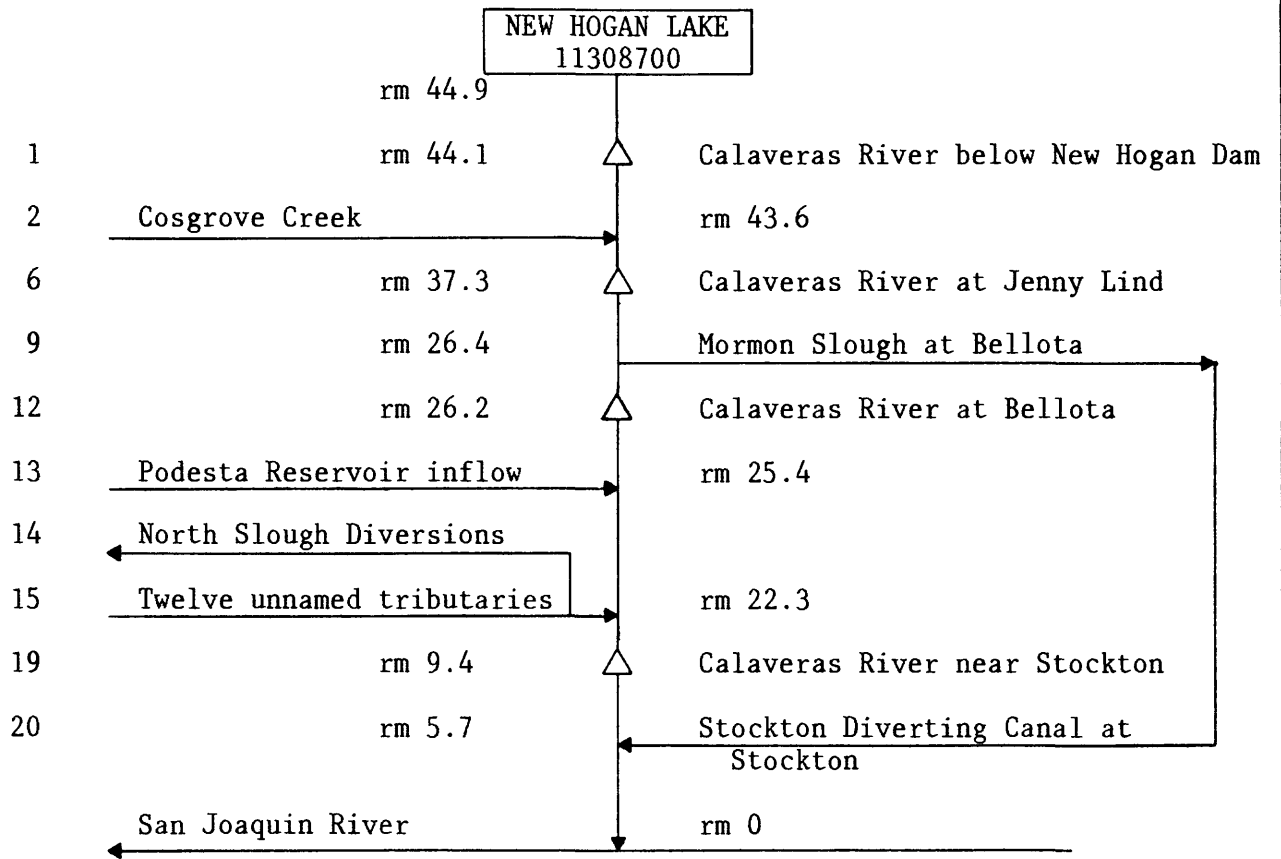 NEW HOGAN LAKE
11308700
rm 44.9
1 rm 44.1 Calaveras River below New Hogan Dam
2 Cosgrove Creek rm 43.6
6 rm 37.3 Calaveras River at Jenny Lind
9 rm 26.4 Mormon Slough at Bellota
12 rm 26.2 Calaveras River at Bellota
13 Podesta Reservoir inflow rm 25.4
14 North Slough Diversions
15 Twelve unnamed tributaries rm 22.3
19 rm 9.4 Calaveras River near Stockton
20 rm 5.7 Stockton Diverting Canal at
Stockton
San Joaquin River rm 0